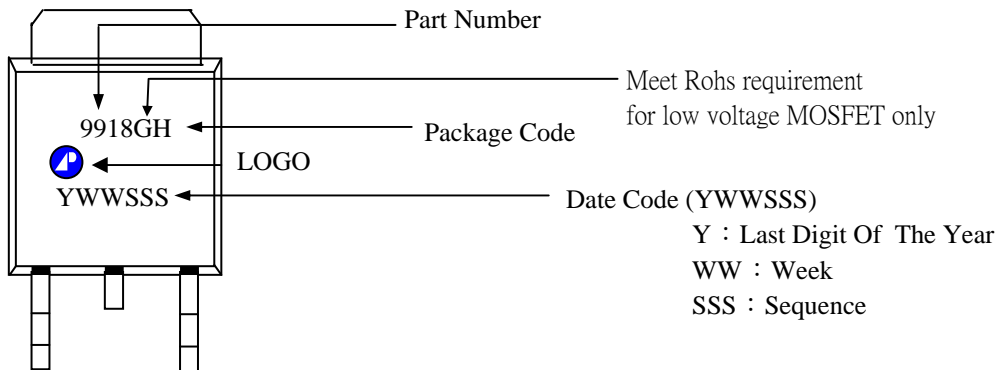 Part Number
Meet Rohs requirement
for low voltage MOSFET only
9918GH
Package Code
LOGO
YWWSSS
Date Code (YWWSSS)
Y：Last Digit Of The Year
WW：Week
SSS：Sequence